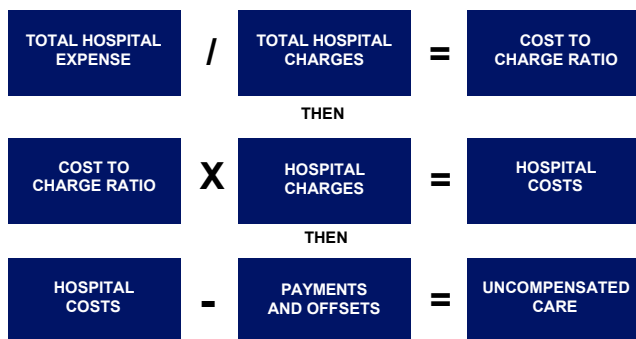 TOTAL HOSPITAL
EXPENSE
/
TOTAL HOSPITAL
CHARGES
=
COST TO
CHARGE RATIO
THEN
COST TO
CHARGE RATIO
X
HOSPITAL
CHARGES
=
HOSPITAL
COSTS
THEN
HOSPITAL
COSTS
-
PAYMENTS
AND OFFSETS
=
UNCOMPENSATED
CARE